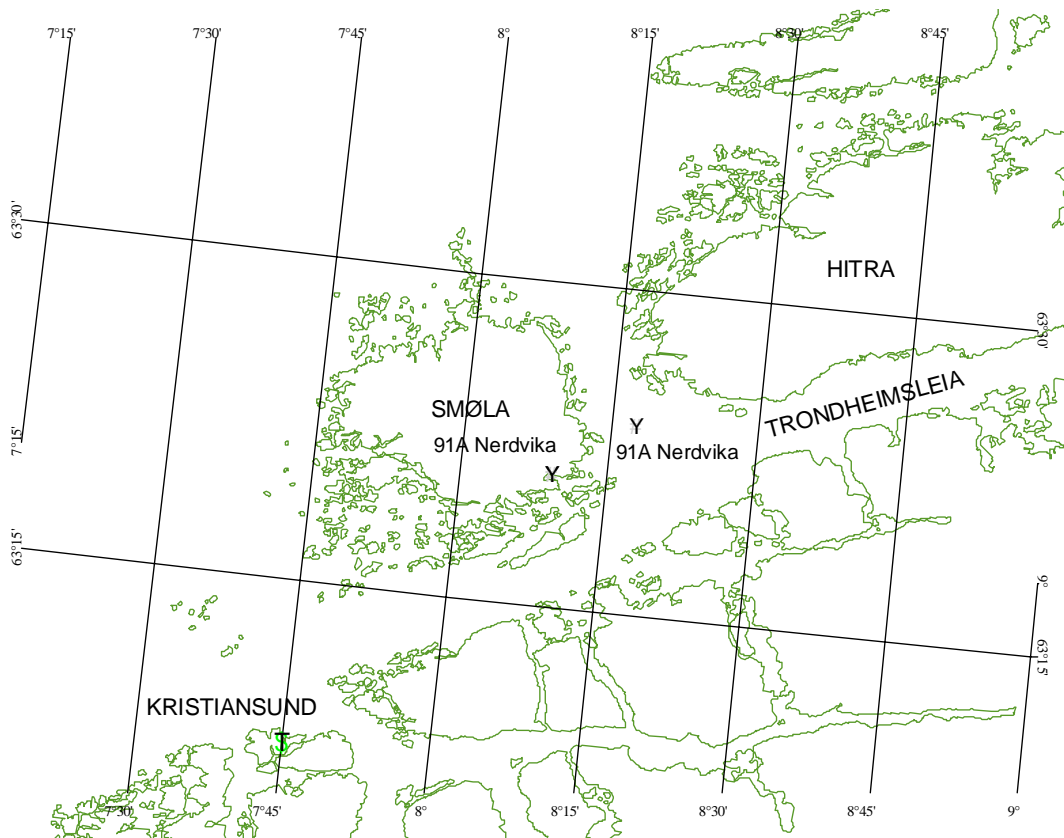 7°15' 7°30' 7°45' 8° 8°15' 8°30' 8°45'
63°30'
HITRA
63°30'
SMØLA
TRONDHEIMSLEIA
Y
7°15'
91A Nerdvika
91A Nerdvika
Y
63°15'
9°
63°15'
KRISTIANSUND
T
7°30' 7°45' 8° 8°15' 8°30' 8°45' 9°